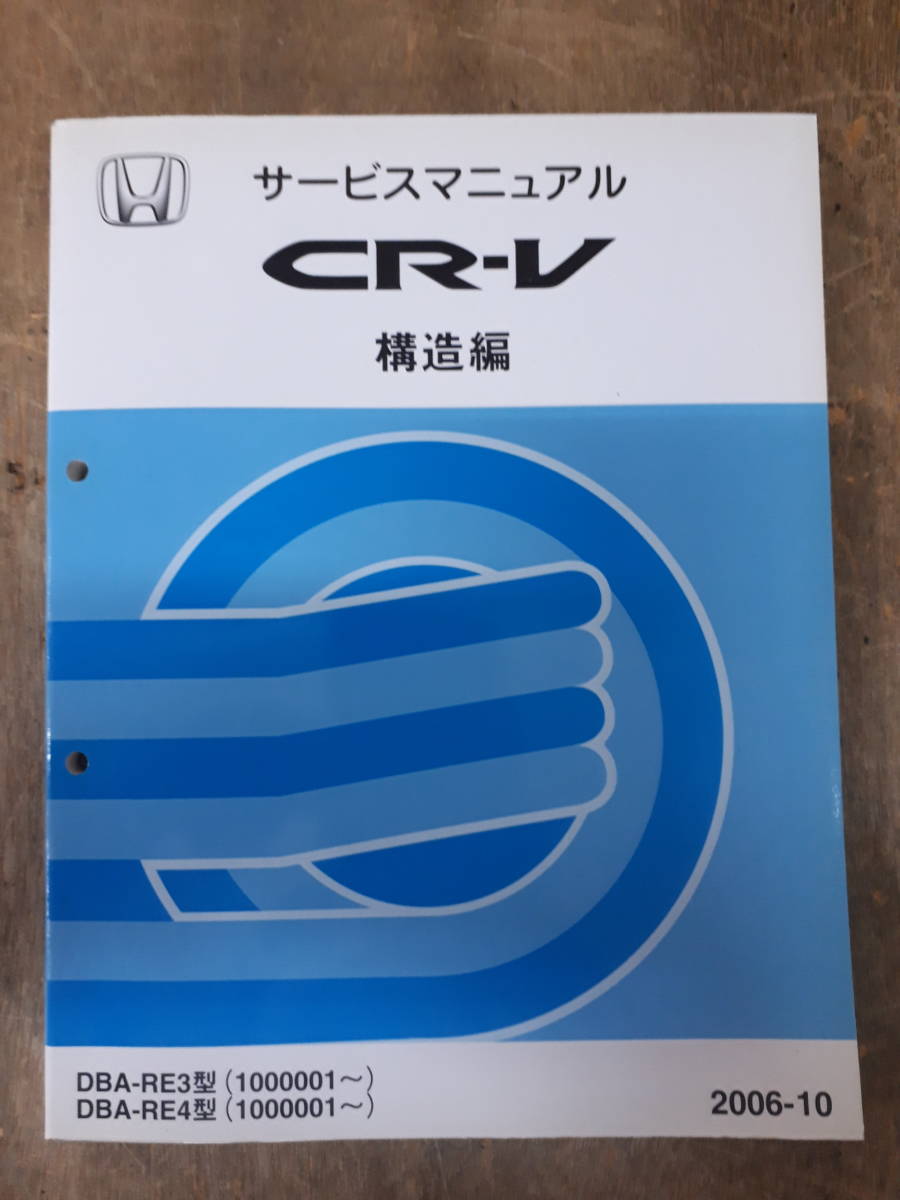 サービスマニュアル
CR-V
構造編
DBA-RE3型(1000001～)
DBA-RE4型(1000001～)
2006-10